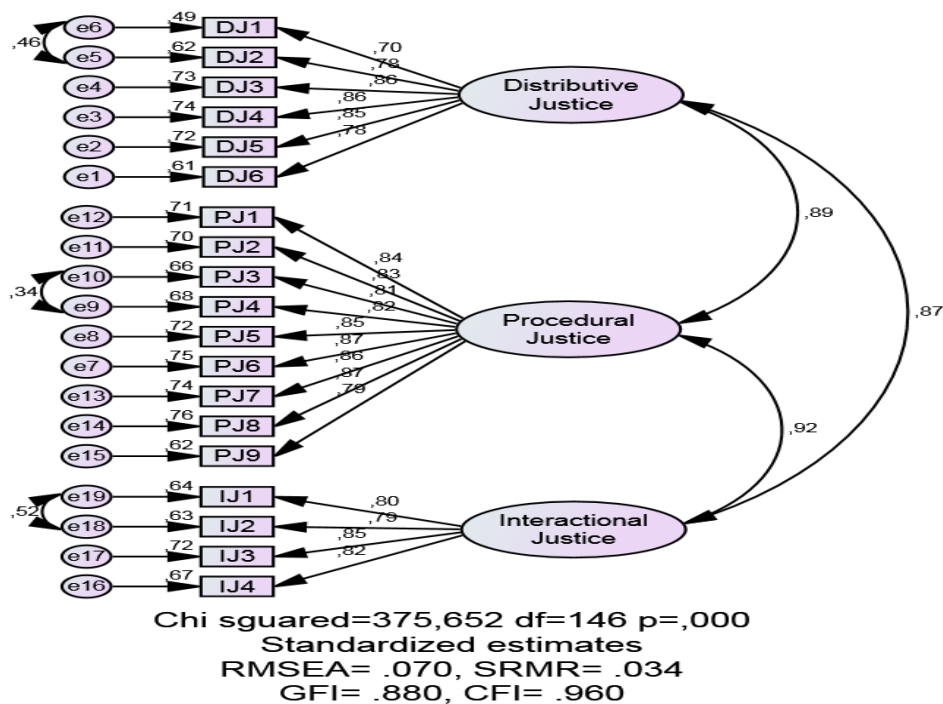 e6 ,49 DJ1
,46
e5 ,62 DJ2
e4 ,73 DJ3
e3 ,74 DJ4
e2 ,72 DJ5
e1 ,61 DJ6
,70
,78
,86
,86
,85
,78
Distributive
Justice
e12 ,71 PJ1
e11 ,70 PJ2
e10 ,66 PJ3
,34
e9 ,68 PJ4
e8 ,72 PJ5
e7 ,75 PJ6
e13 ,74 PJ7
e14 ,76 PJ8
e15 ,62 PJ9
,84
,83
,81
,82
,85
,87
,86
,87
,79
Procedural
Justice
,89
,87
,92
e19 ,64 IJ1
,52
e18 ,63 IJ2
e17 ,72 IJ3
e16 ,67 IJ4
,80
,79
,85
,82
Interactional
Justice
Chi sguared=375,652 df=146 p=,000
Standardized estimates
RMSEA= .070, SRMR= .034
GFI= .880, CFI= .960